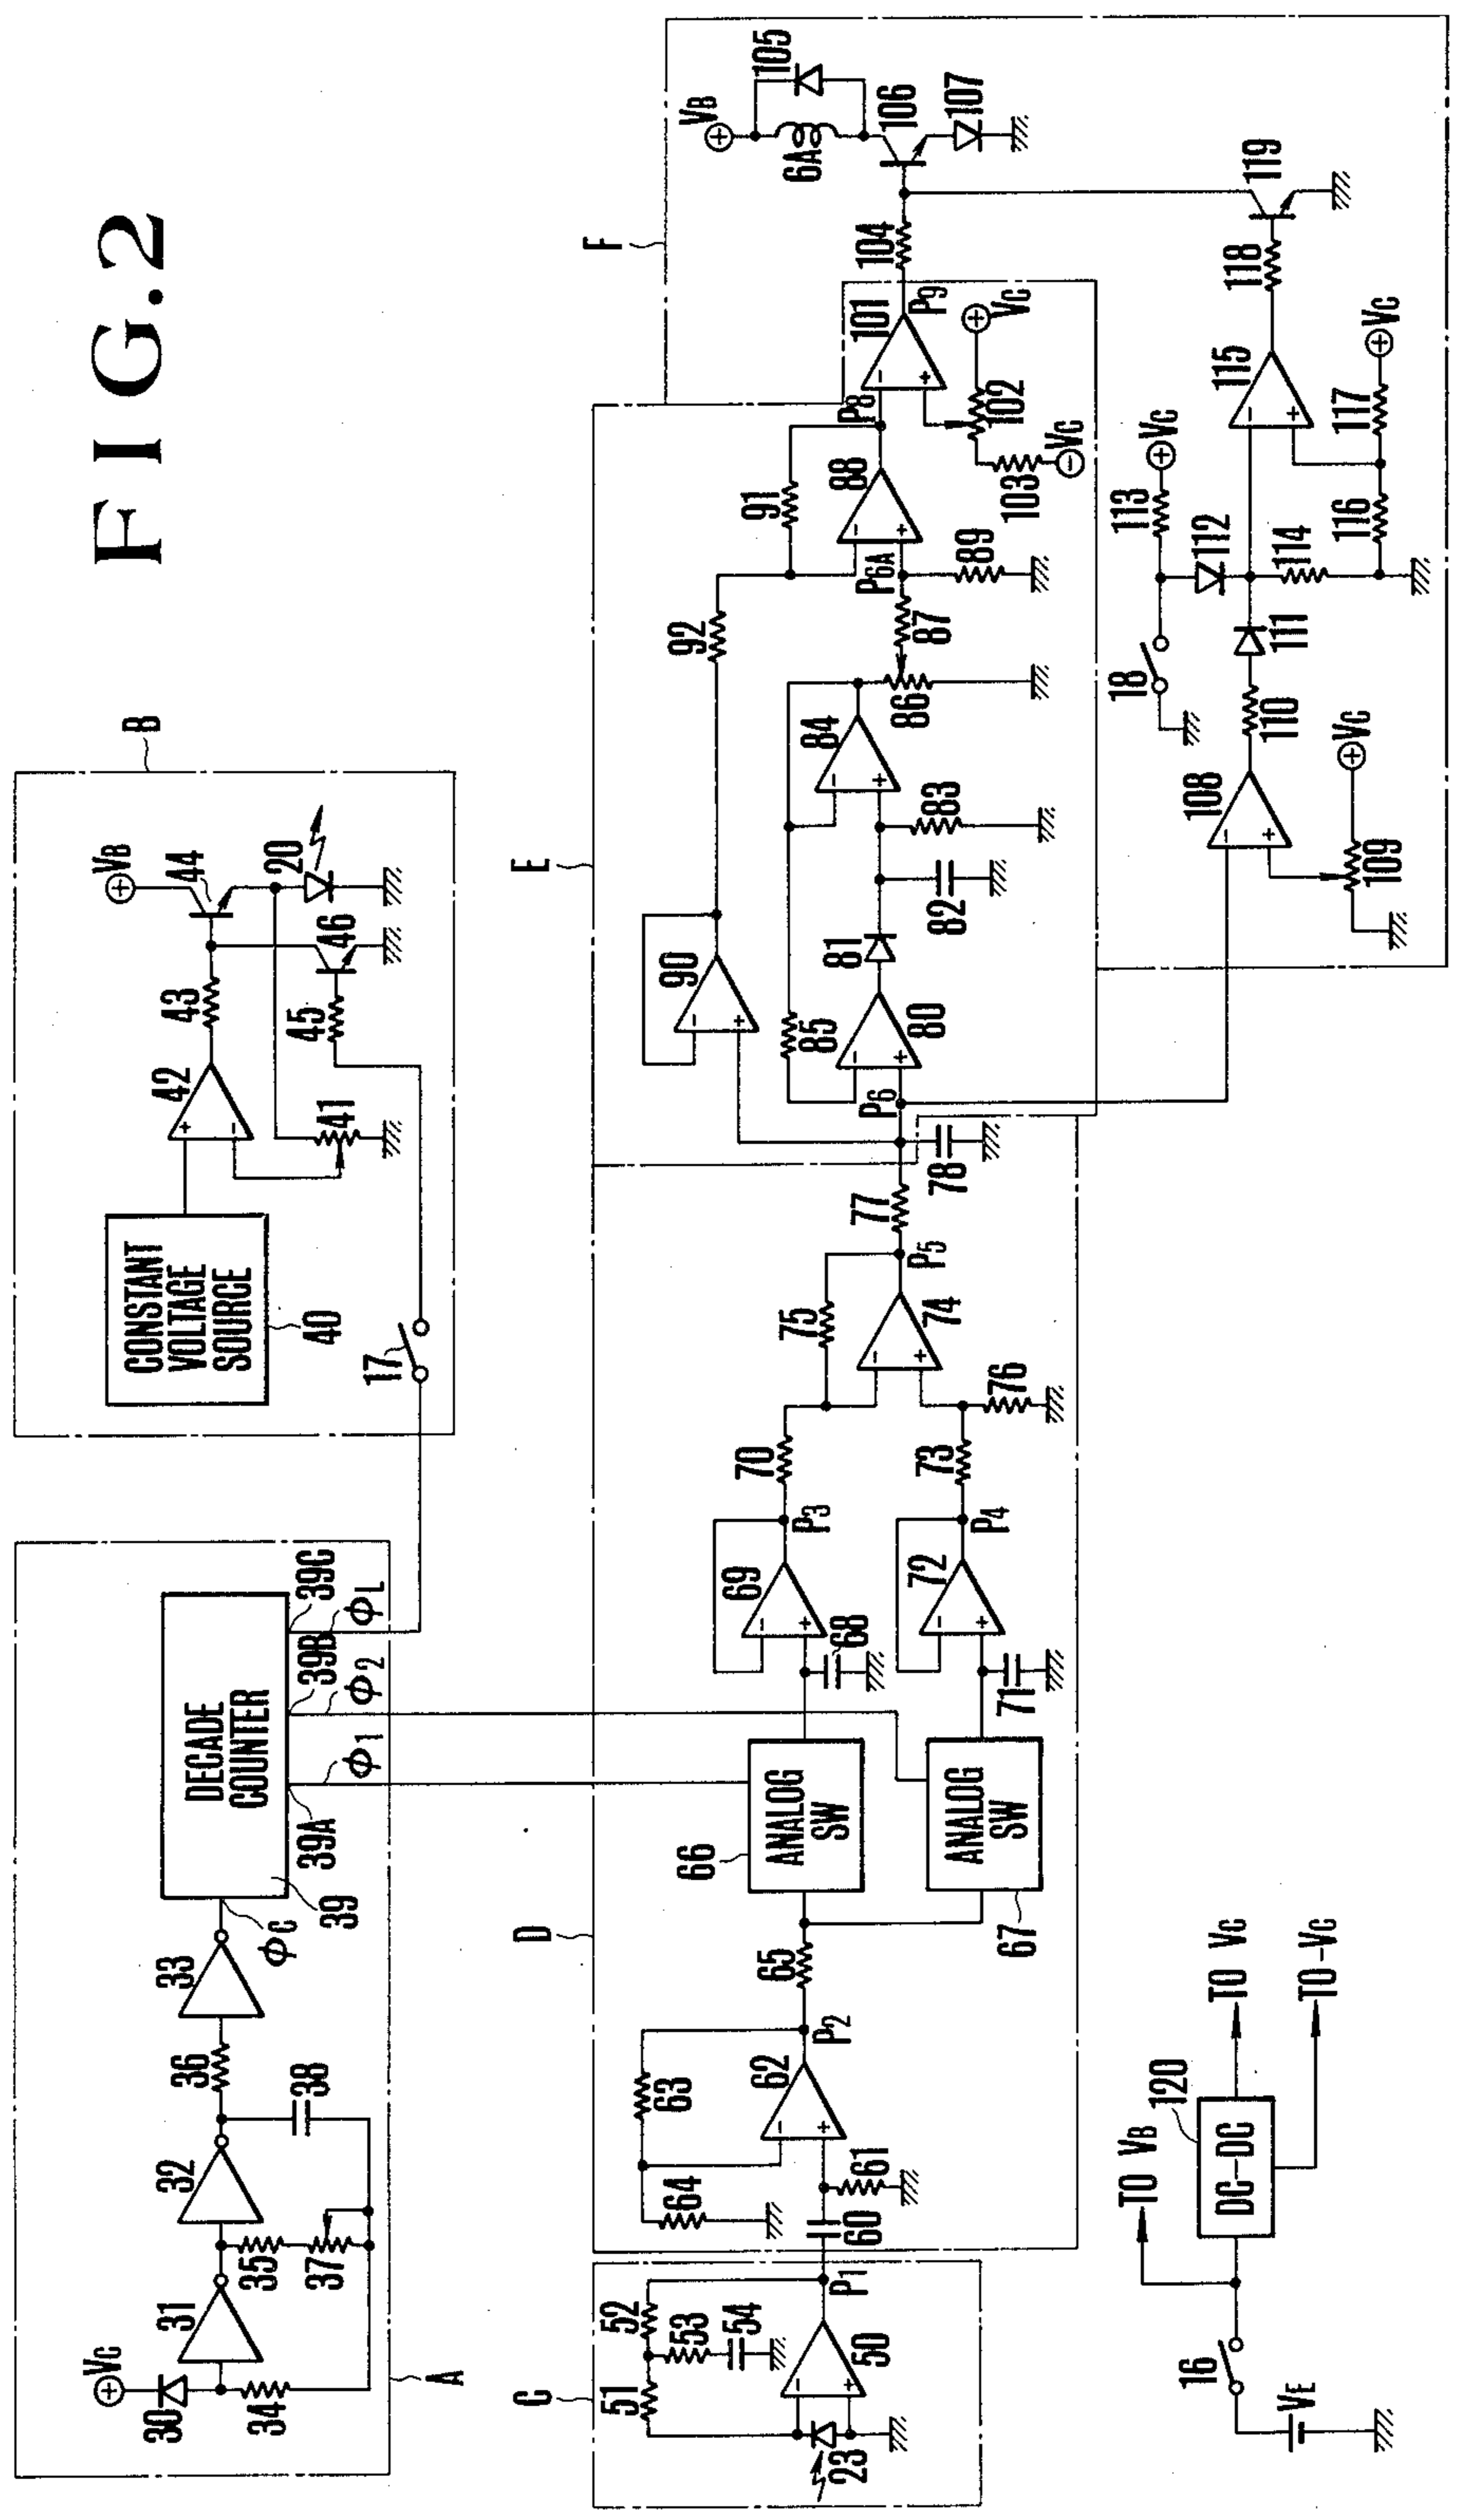 FIG.2
A
VC
30
31
34
35
37
32
38
36
33
ΦC
39
DECADE
COUNTER
39A
39B
39C
Φ1
Φ2
ΦL
B
CONSTANT
VOLTAGE
SOURCE
40
17
42
+
-
41
43
45
46
44
VB
20
C
51
52
53
54
23
50
-
+
P1
D
60
61
64
63
62
-
+
P2
65
66
ANALOG
SW
67
ANALOG
SW
68
69
-
+
P3
71
72
-
+
P4
70
73
75
76
74
-
+
P5
77
78
E
P6
90
-
+
85
80
-
+
81
82
83
84
-
+
86
92
87
P6A
89
91
88
-
+
P8
101
-
+
P9
102
VC
103
VC
F
104
VB
6A
105
106
107
108
-
+
109
VC
110
111
18
112
113
VC
114
115
-
+
116
117
VC
118
119
16
VE
TO VB
120
DC-DC
TO VC
TO -VC